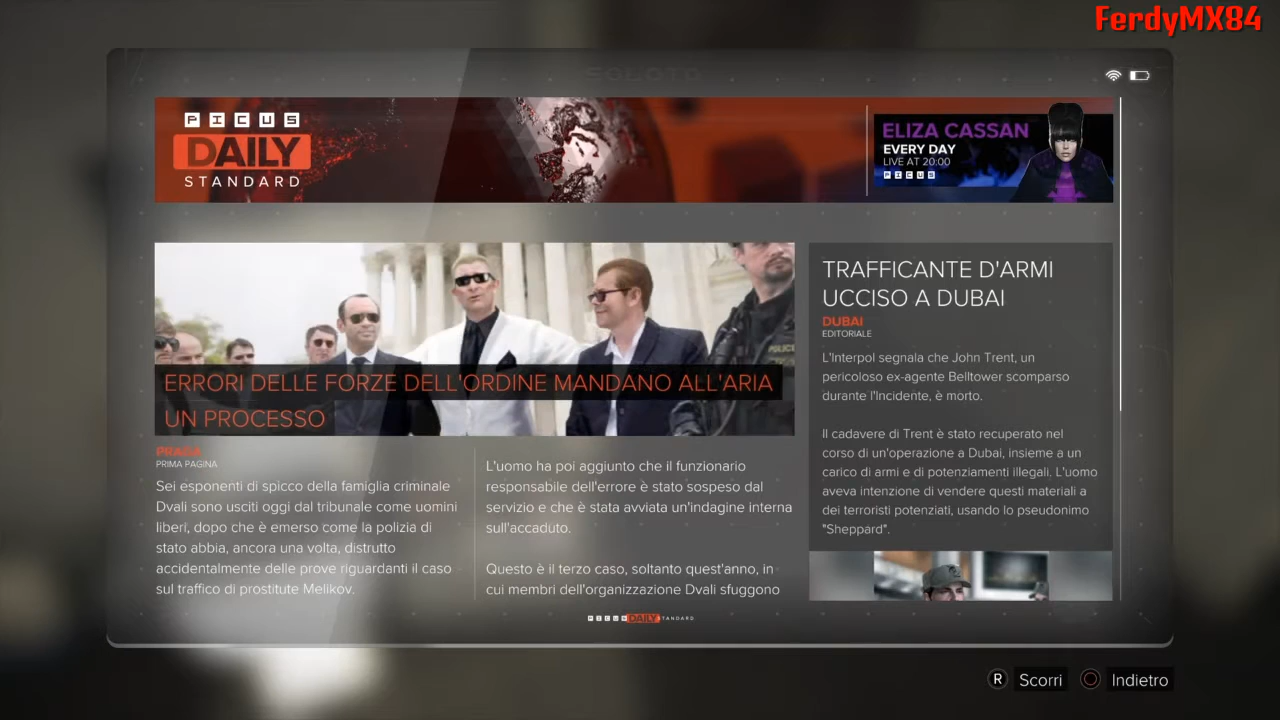 FerdyMX84
PICUS
DAILY
STANDARD
ELIZA CASSAN
EVERY DAY
LIVE AT 20:00
PICUS
ERRORI DELLE FORZE DELL'ORDINE MANDANO ALL'ARIA
UN PROCESSO
PRAGA
PRIMA PAGINA
Sei esponenti di spicco della famiglia criminale
Dvali sono usciti oggi dal tribunale come uomini
liberi, dopo che è emerso come la polizia di
stato abbia, ancora una volta, distrutto
accidentalmente delle prove riguardanti il caso
sul traffico di prostitute Melikov.
L'uomo ha poi aggiunto che il funzionario
responsabile dell'errore è stato sospeso dal
servizio e che è stata avviata un'indagine interna
sull'accaduto.
Questo è il terzo caso, soltanto quest'anno, in
cui membri dell'organizzazione Dvali sfuggono
POLICE
TRAFFICANTE D'ARMI
UCCISO A DUBAI
DUBAI
EDITORIALE
L'Interpol segnala che John Trent, un
pericoloso ex-agente Belltower scomparso
durante l'Incidente, è morto.
Il cadavere di Trent è stato recuperato nel
corso di un'operazione a Dubai, insieme a un
carico di armi e di potenziamenti illegali. L'uomo
aveva intenzione di vendere questi materiali a
dei terroristi potenziati, usando lo pseudonimo
"Sheppard".
PICUS DAILY STANDARD
R Scorri Indietro